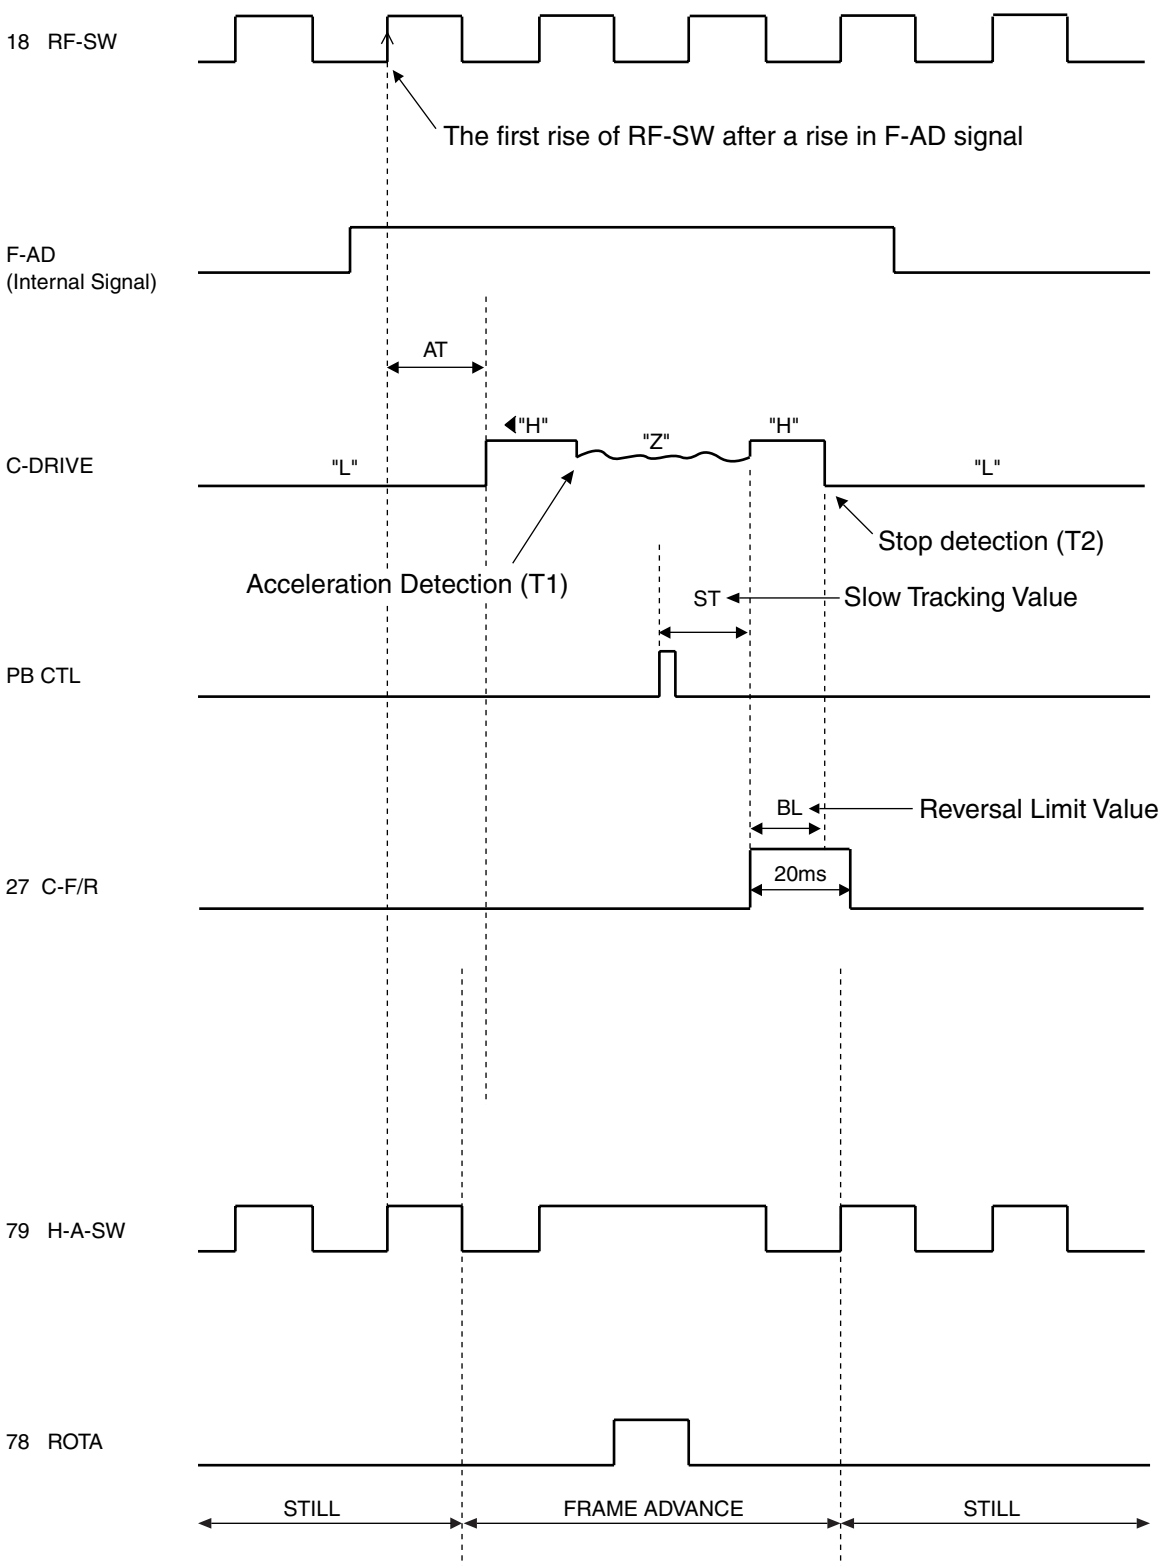 18 RF-SW
The first rise of RF-SW after a rise in F-AD signal
F-AD
(Internal Signal)
AT
C-DRIVE
"L"
"H"
"Z"
"H"
"L"
Stop detection (T2)
Acceleration Detection (T1)
ST
Slow Tracking Value
PB CTL
BL
Reversal Limit Value
27 C-F/R
20ms
79 H-A-SW
78 ROTA
STILL
FRAME ADVANCE
STILL